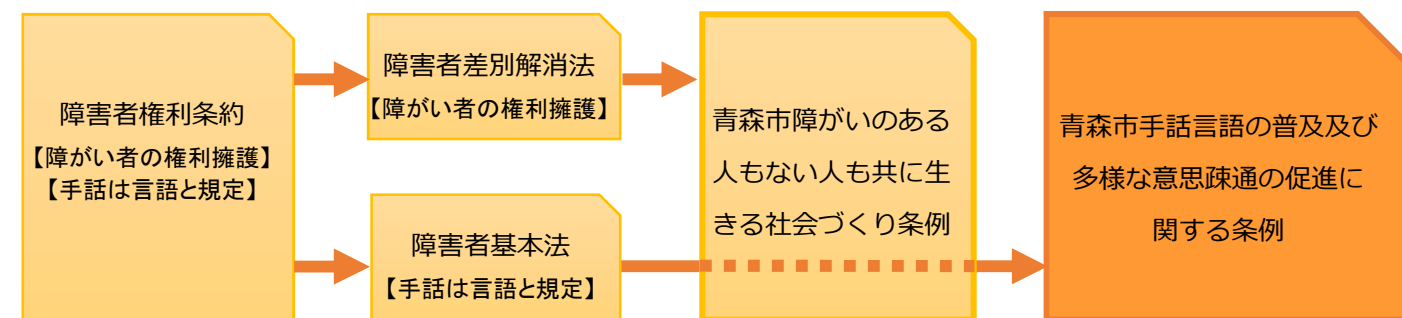 障害者権利条約
【障がい者の権利擁護】
【手話は言語と規定】
障害者差別解消法
【障がい者の権利擁護】
障害者基本法
【手話は言語と規定】
青森市障がいのある
人もない人も共に生
きる社会づくり条例
青森市手話言語の普及及び
多様な意思疎通の促進に
関する条例